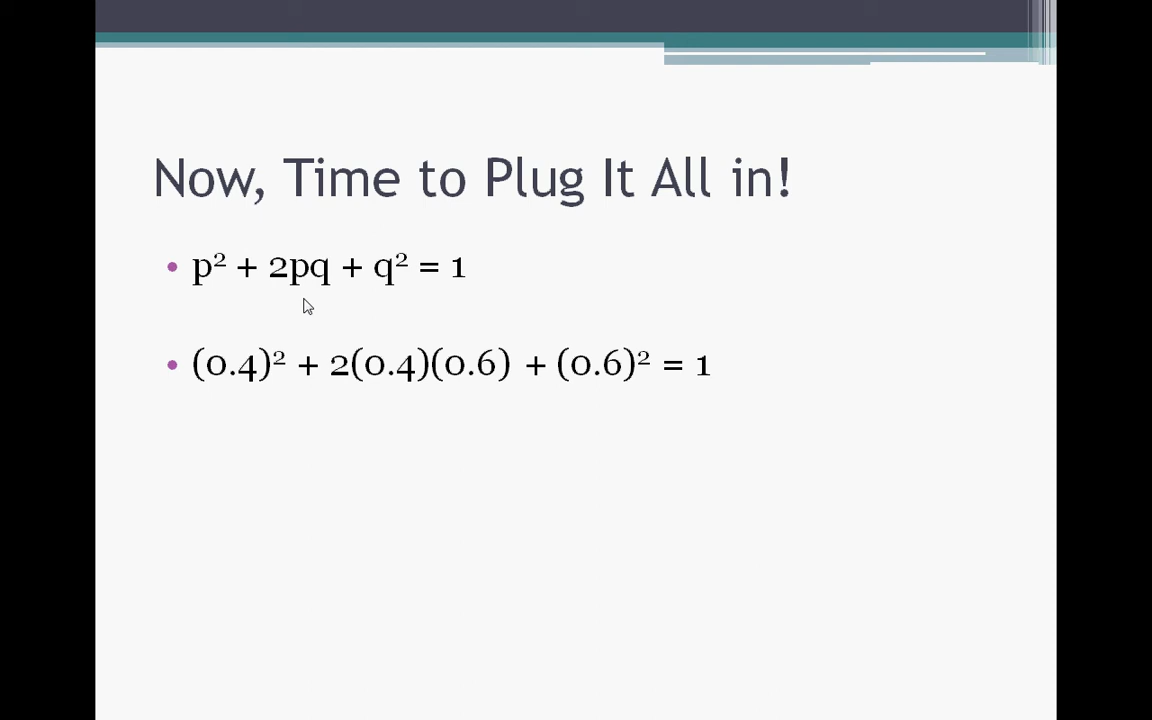 Now, Time to Plug It All in!
• p² + 2pq + q² = 1
• (0.4)² + 2(0.4)(0.6) + (0.6)² = 1